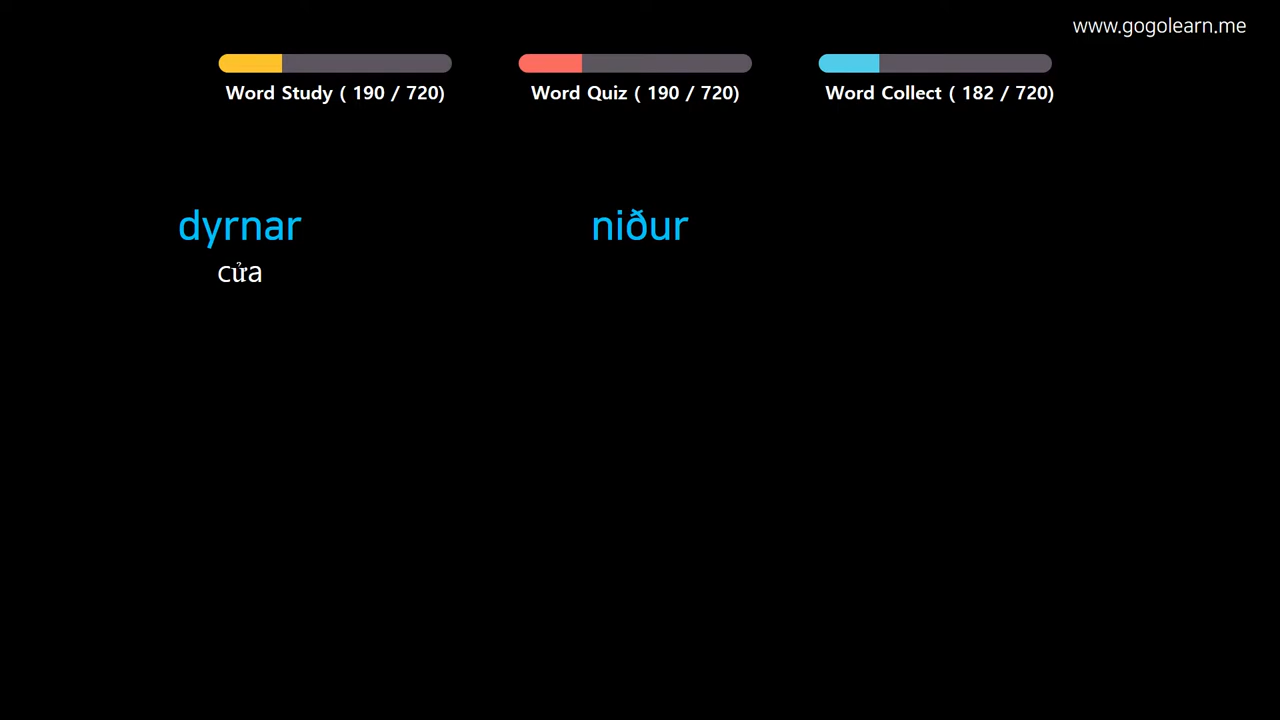 www.gogolearn.me
Word Study ( 190 / 720)
Word Quiz ( 190 / 720)
Word Collect ( 182 / 720)
dyrnar
cửa
niður